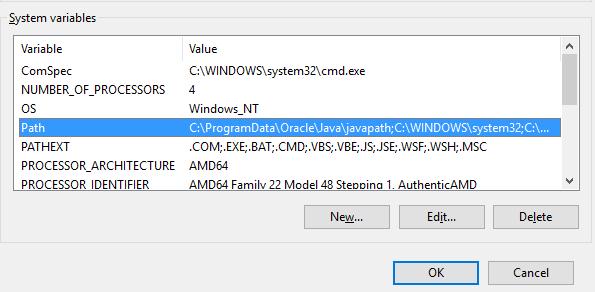 System variables
Variable Value
ComSpec C:\WINDOWS\system32\cmd.exe
NUMBER_OF_PROCESSORS 4
OS Windows_NT
Path C:\ProgramData\Oracle\Java\javapath;C:\WINDOWS\system32;C:\...
PATHEXT .COM;.EXE;.BAT;.CMD;.VBS;.VBE;.JS;.JSE;.WSF;.WSH;.MSC
PROCESSOR_ARCHITECTURE AMD64
PROCESSOR_IDENTIFIER AMD64 Family 22 Model 48 Stepping 1, AuthenticAMD
New... Edit... Delete
OK Cancel